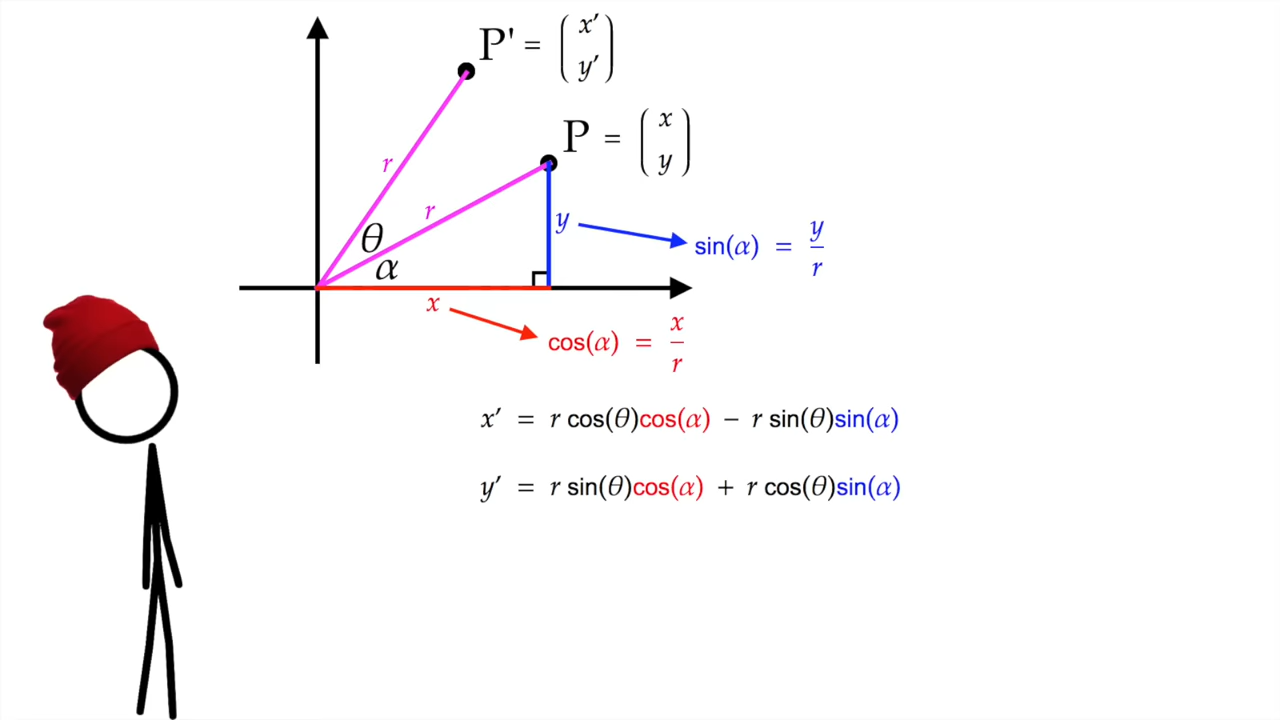 P' = ( x′ y′ )
P = ( x y )
r
r
θ
α
y
x
sin(α) = y/r
cos(α) = x/r
x′ = r cos(θ)cos(α) − r sin(θ)sin(α)
y′ = r sin(θ)cos(α) + r cos(θ)sin(α)